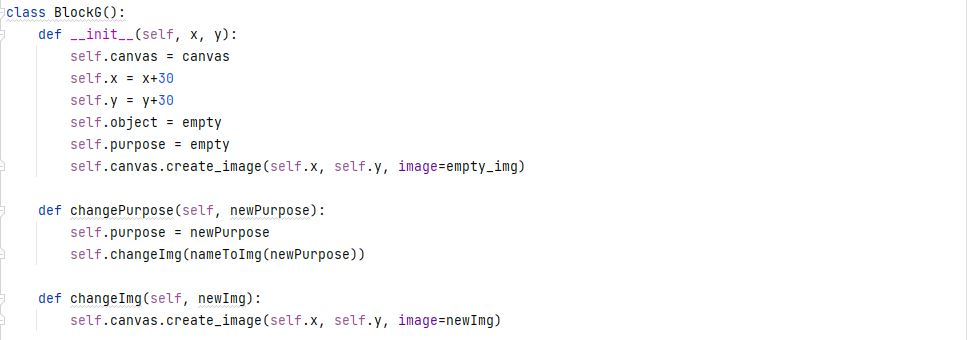 class BlockG():
    def __init__(self, x, y):
        self.canvas = canvas
        self.x = x+30
        self.y = y+30
        self.object = empty
        self.purpose = empty
        self.canvas.create_image(self.x, self.y, image=empty_img)
    def changePurpose(self, newPurpose):
        self.purpose = newPurpose
        self.changeImg(nameToImg(newPurpose))
    def changeImg(self, newImg):
        self.canvas.create_image(self.x, self.y, image=newImg)